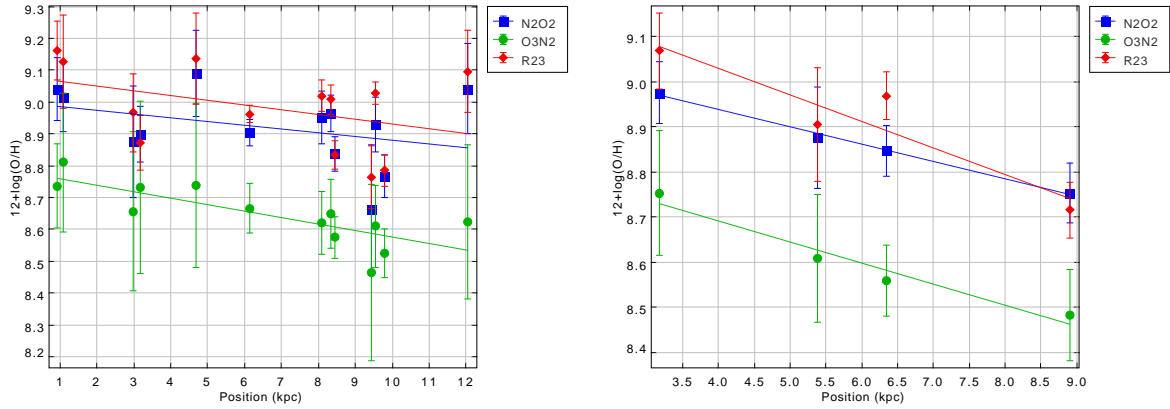 9.3
9.2
9.1
9.0
8.9
8.8
8.7
8.6
8.5
8.4
8.3
8.2
12+log(O/H)
1 2 3 4 5 6 7 8 9 10 11 12
Position (kpc)
N2O2
O3N2
R23
9.1
9.0
8.9
8.8
8.7
8.6
8.5
8.4
12+log(O/H)
3.5 4.0 4.5 5.0 5.5 6.0 6.5 7.0 7.5 8.0 8.5 9.0
Position (kpc)
N2O2
O3N2
R23